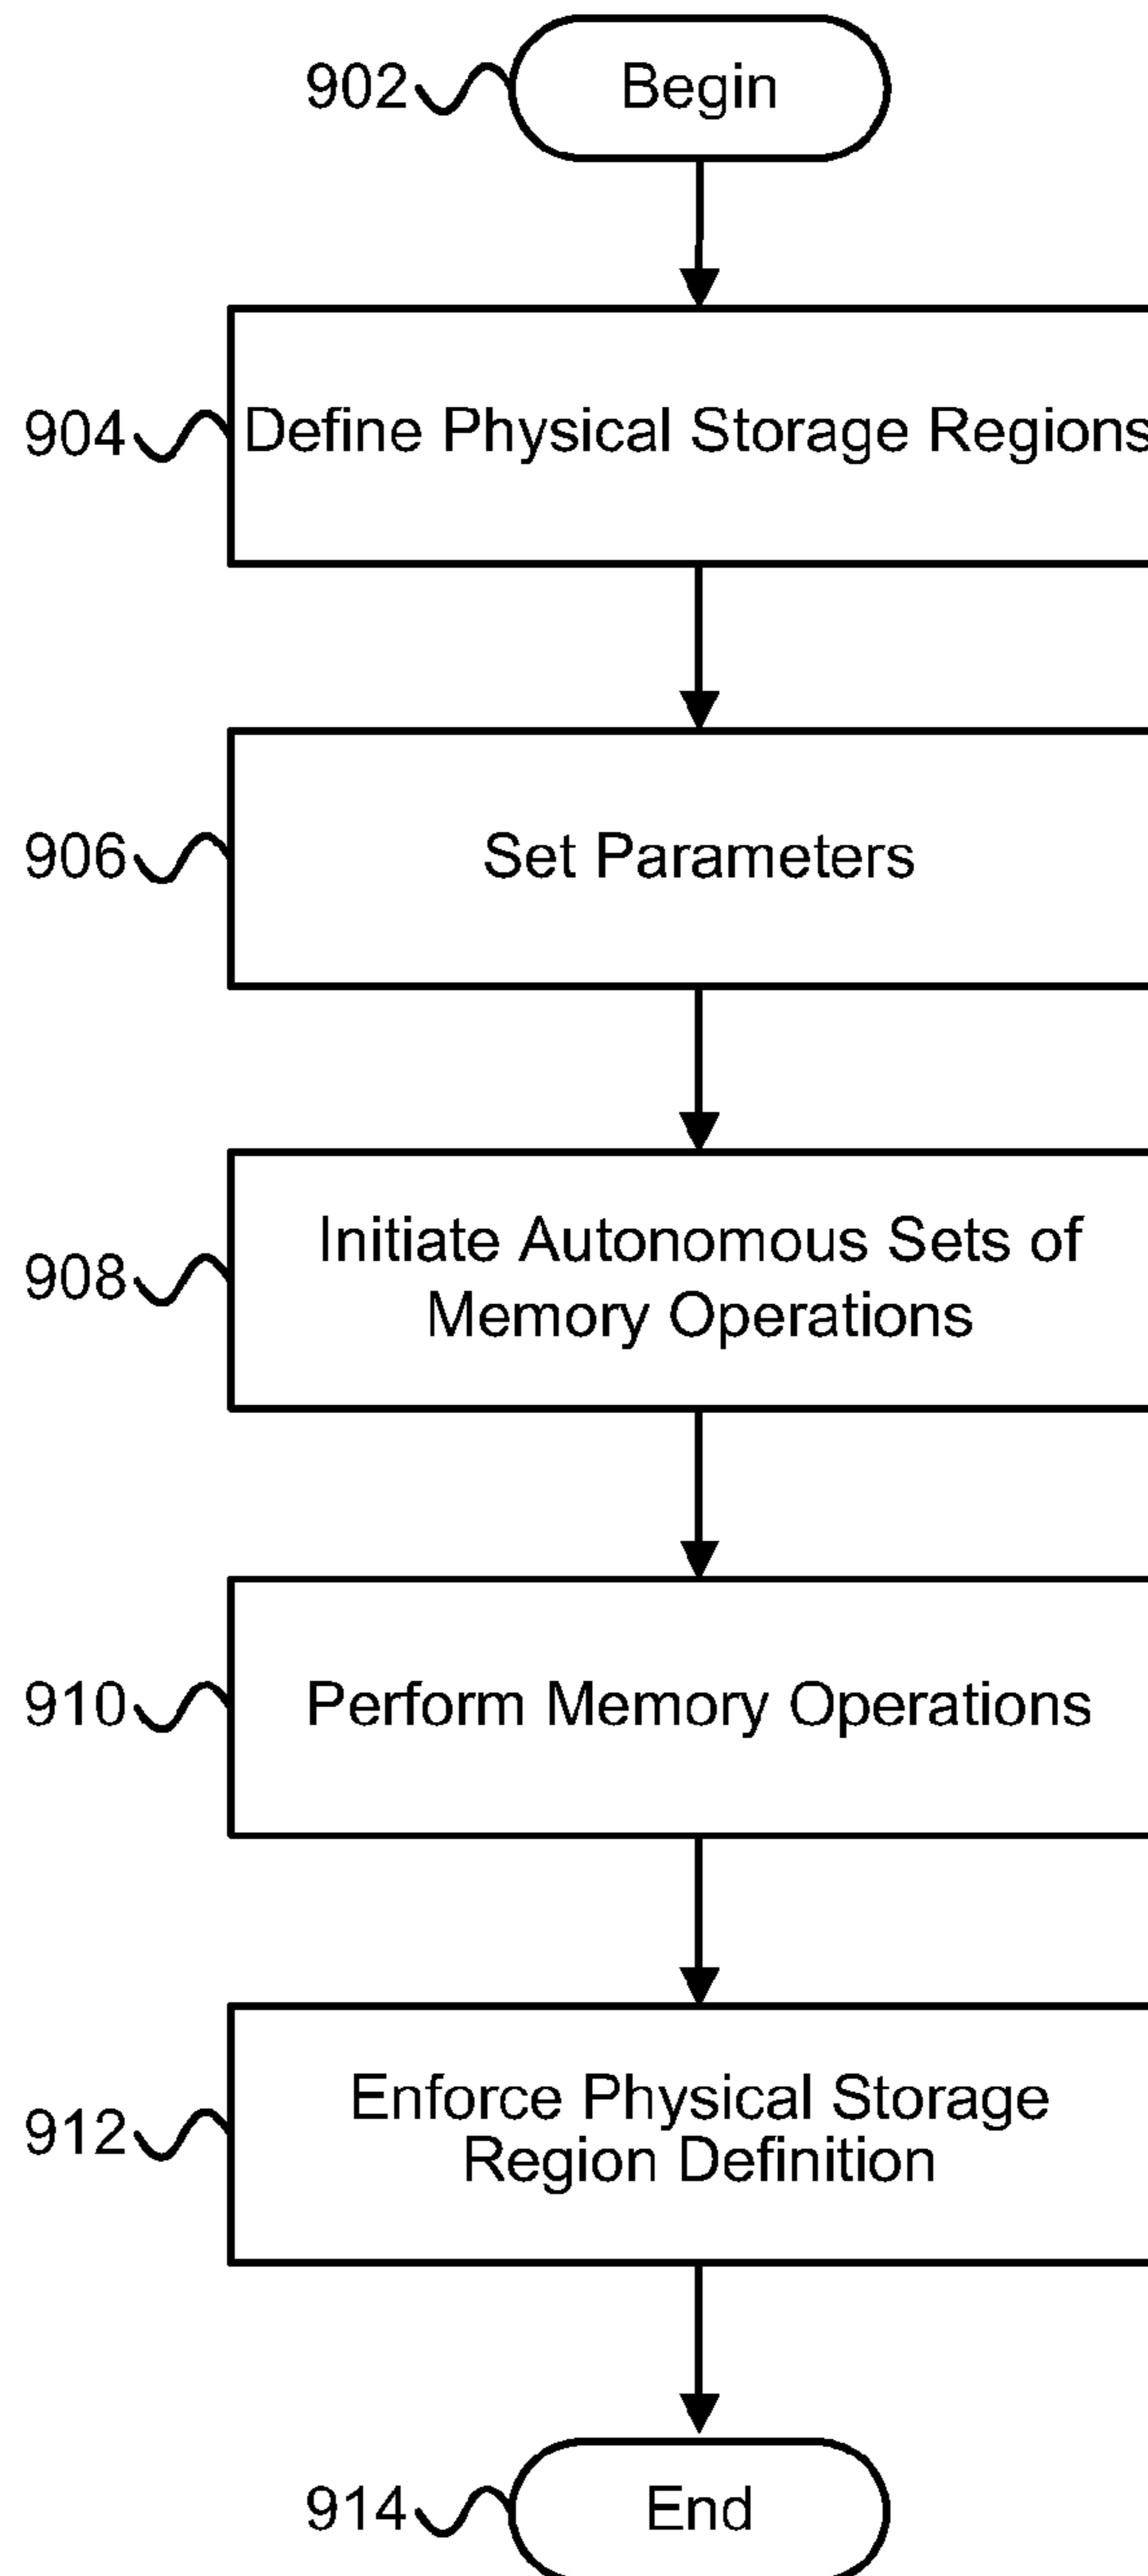 902
Begin
904
Define Physical Storage Regions
906
Set Parameters
908
Initiate Autonomous Sets of
Memory Operations
910
Perform Memory Operations
912
Enforce Physical Storage
Region Definition
914
End